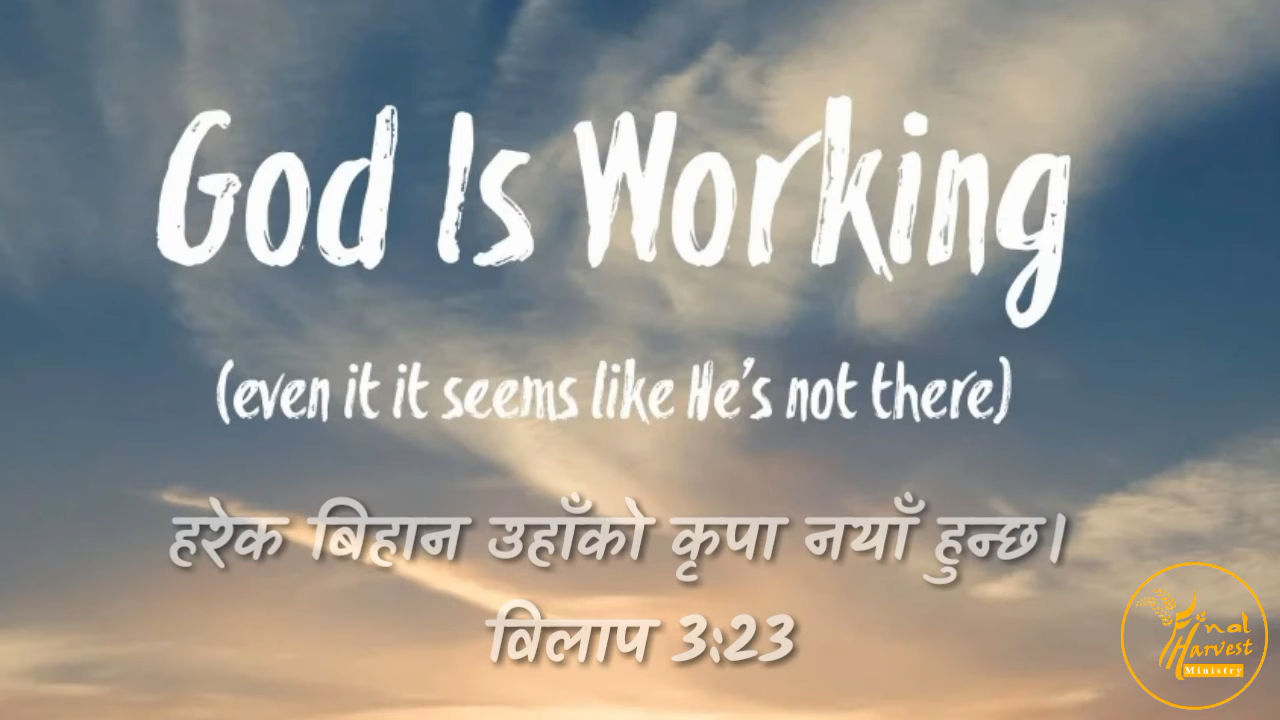 God Is Working
(even it it seems like He's not there)
हरेक बिहान उहाँको कृपा नयाँ हुन्छ।
विलाप 3:23
Final
Harvest
Ministry